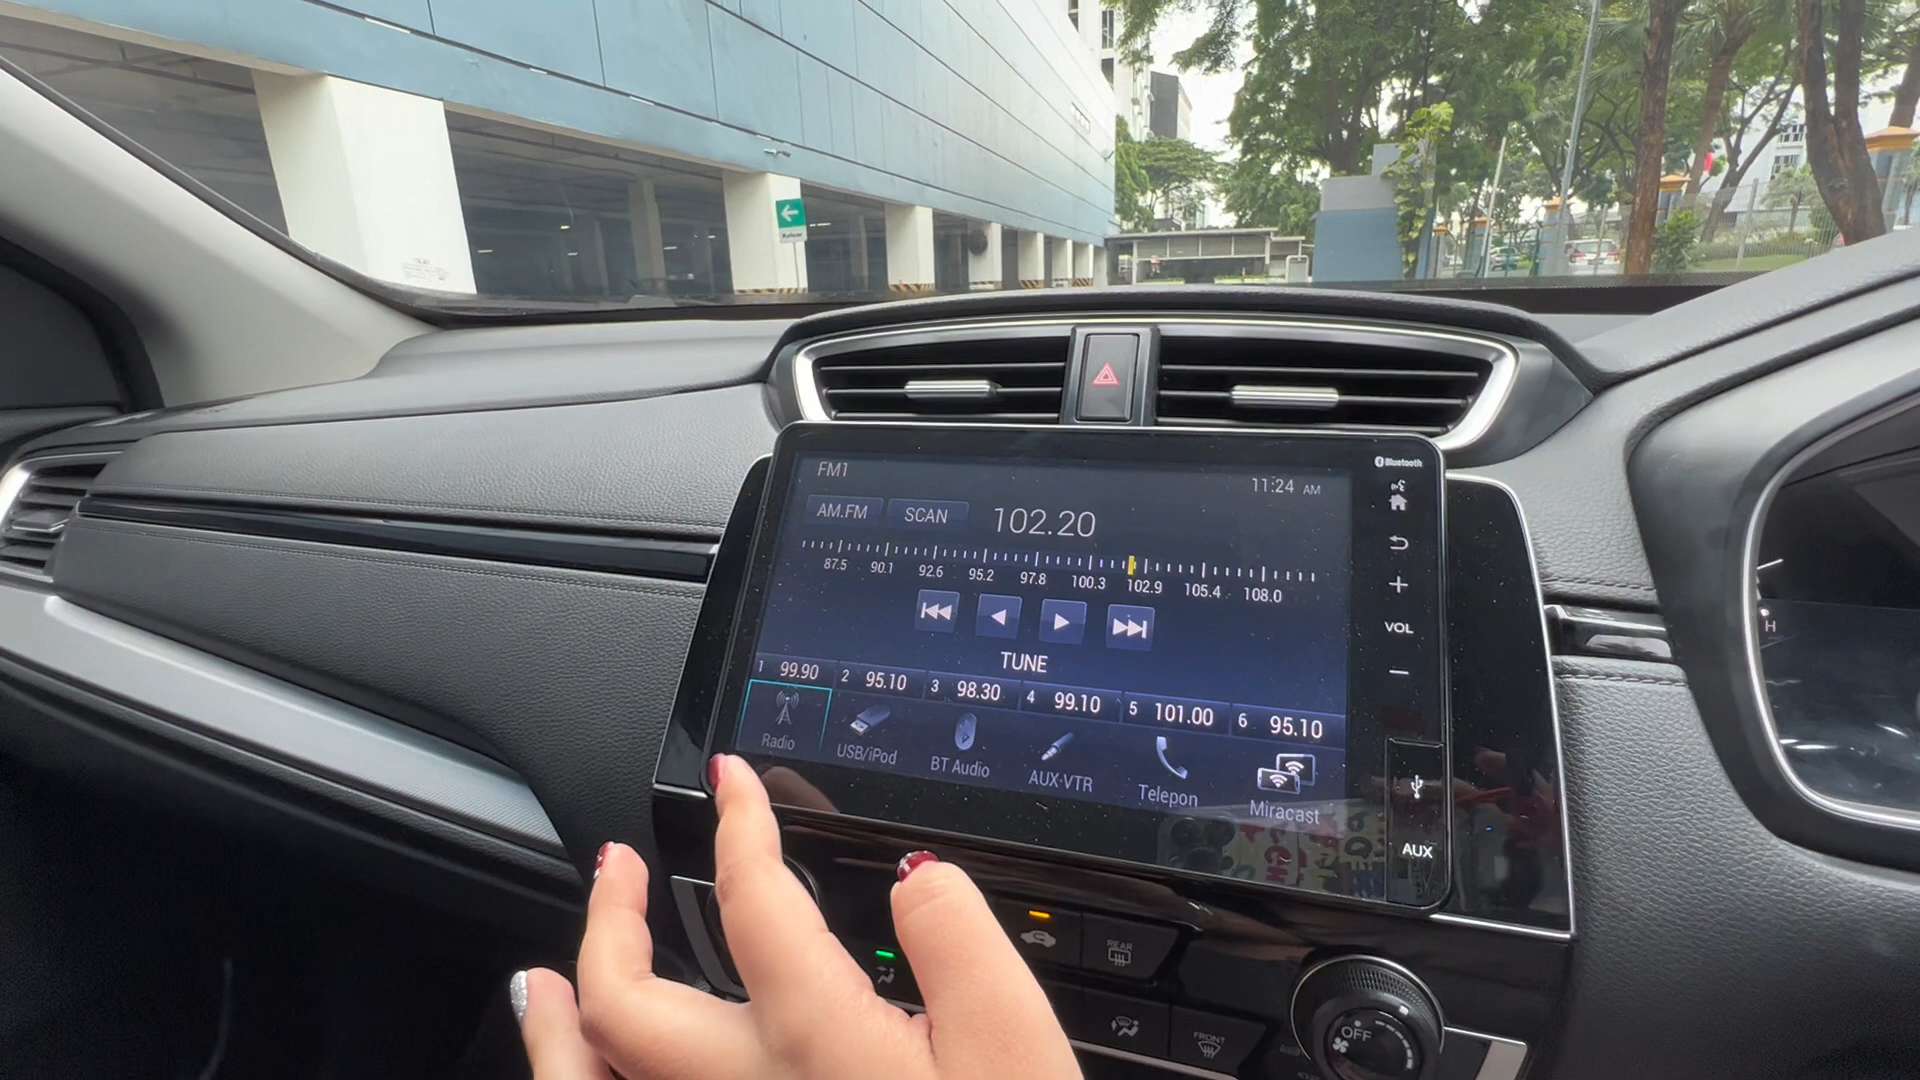 Keluar
FM1
11:24 AM
Bluetooth
AM.FM
SCAN
102.20
87.5 90.1 92.6 95.2 97.8 100.3 102.9 105.4 108.0
TUNE
VOL
1 99.90
2 95.10
3 98.30
4 99.10
5 101.00
6 95.10
Radio
USB/iPod
BT Audio
AUX·VTR
Telepon
Miracast
AUX
H
REAR
FRONT
OFF